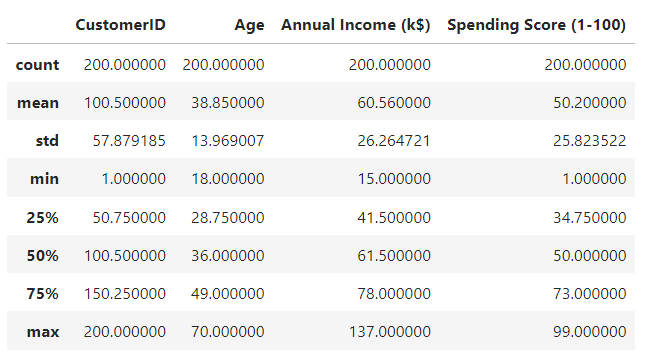 CustomerID Age Annual Income (k$) Spending Score (1-100)
count 200.000000 200.000000 200.000000 200.000000
mean 100.500000 38.850000 60.560000 50.200000
std 57.879185 13.969007 26.264721 25.823522
min 1.000000 18.000000 15.000000 1.000000
25% 50.750000 28.750000 41.500000 34.750000
50% 100.500000 36.000000 61.500000 50.000000
75% 150.250000 49.000000 78.000000 73.000000
max 200.000000 70.000000 137.000000 99.000000